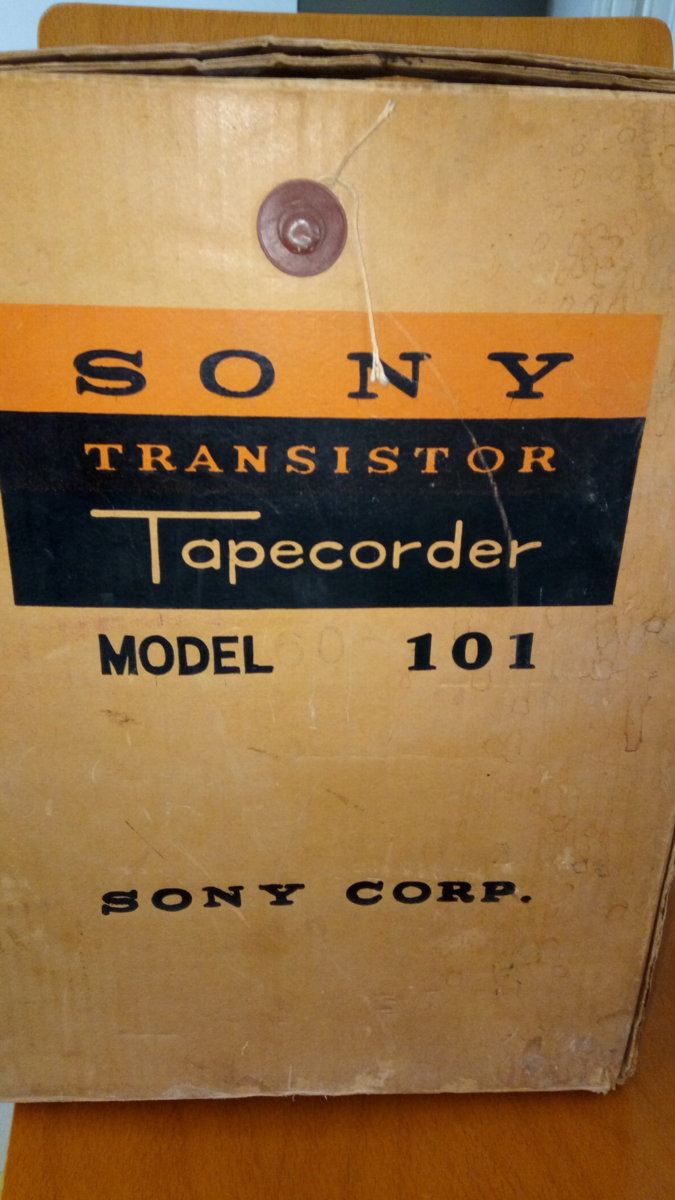 SONY
TRANSISTOR
Tapecorder
MODEL 101
SONY CORP.